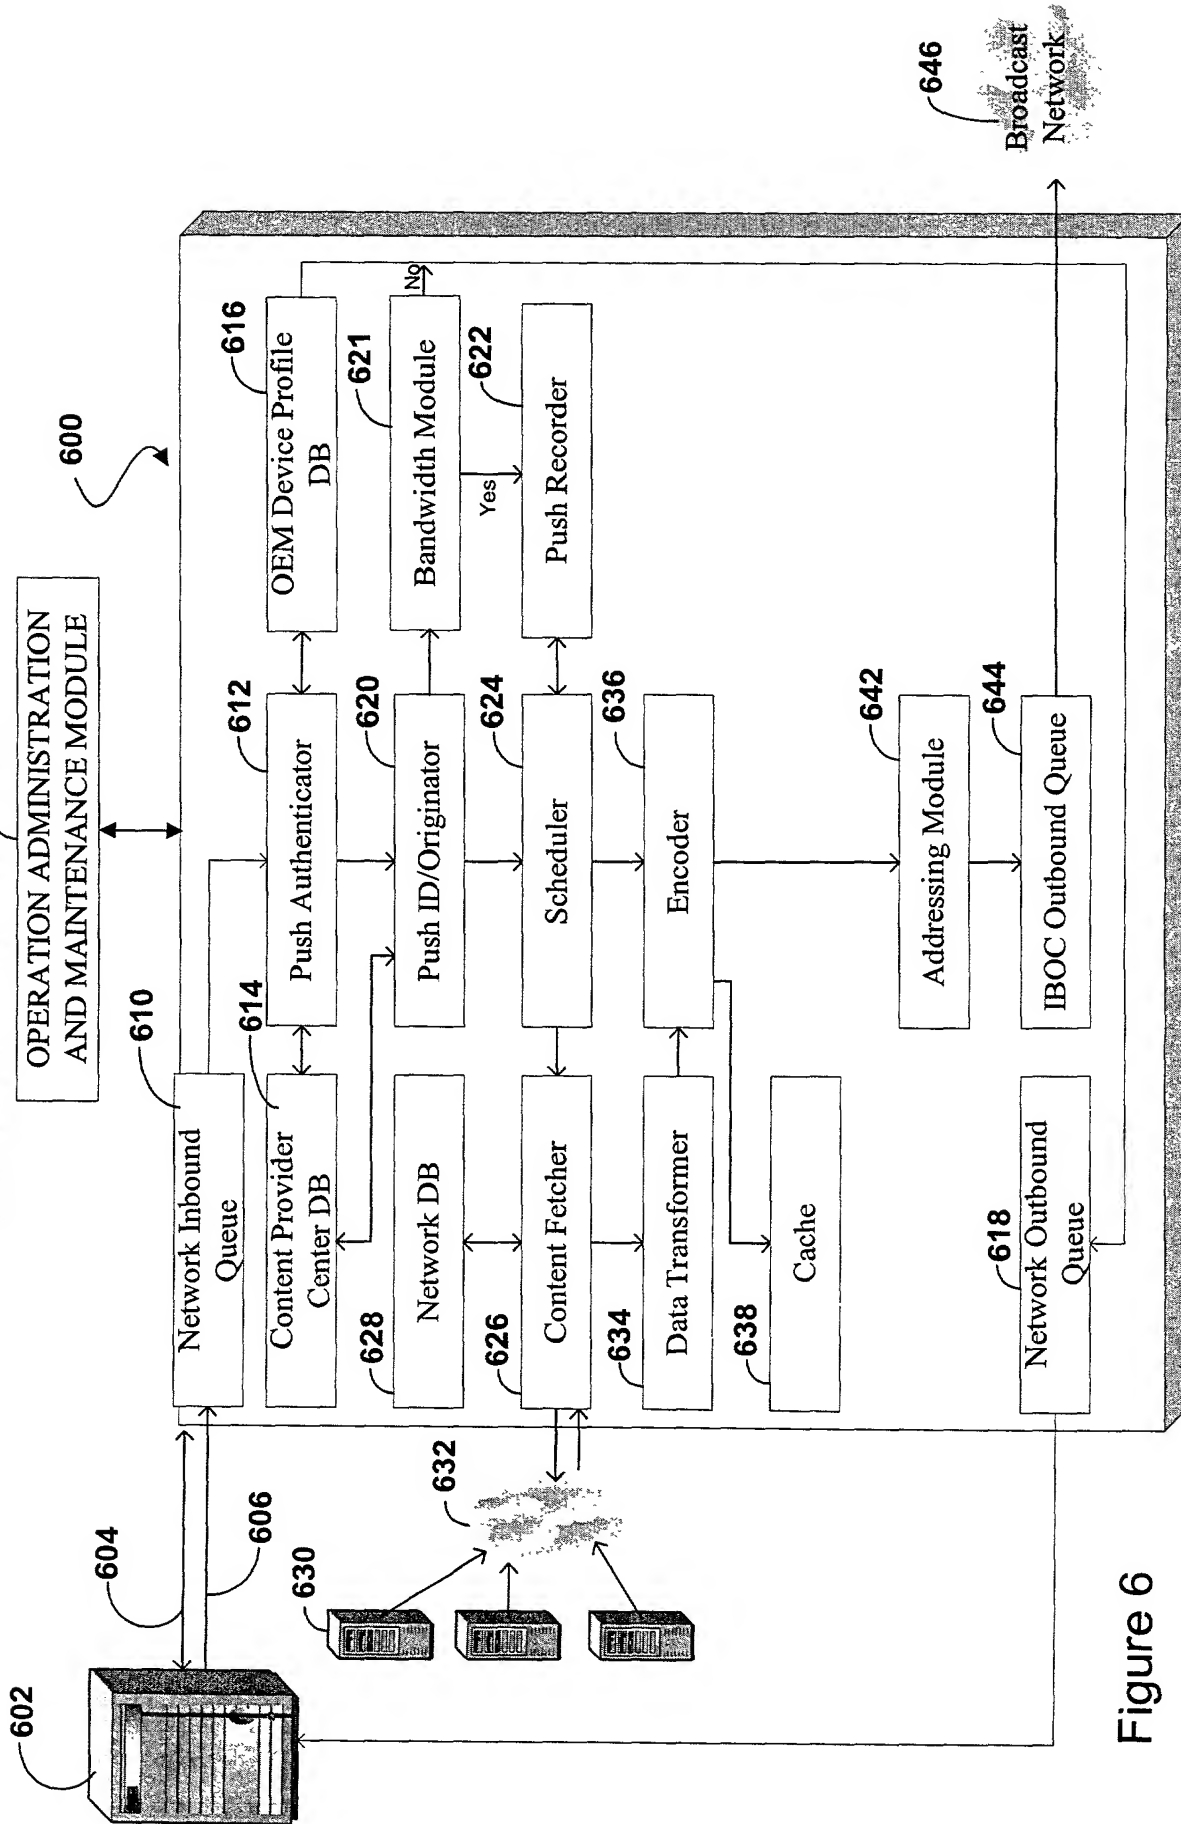 OPERATION ADMINISTRATION
AND MAINTENANCE MODULE
600
602
604
606
610
Network Inbound
Queue
612
Push Authenticator
614
Content Provider
Center DB
616
OEM Device Profile
DB
620
Push ID/Originator
621
Bandwidth Module
No
Yes
628
Network DB
622
Push Recorder
624
Scheduler
626
Content Fetcher
630
632
634
Data Transformer
636
Encoder
638
Cache
642
Addressing Module
618
Network Outbound
Queue
644
IBOC Outbound Queue
646
Broadcast
Network
Figure 6